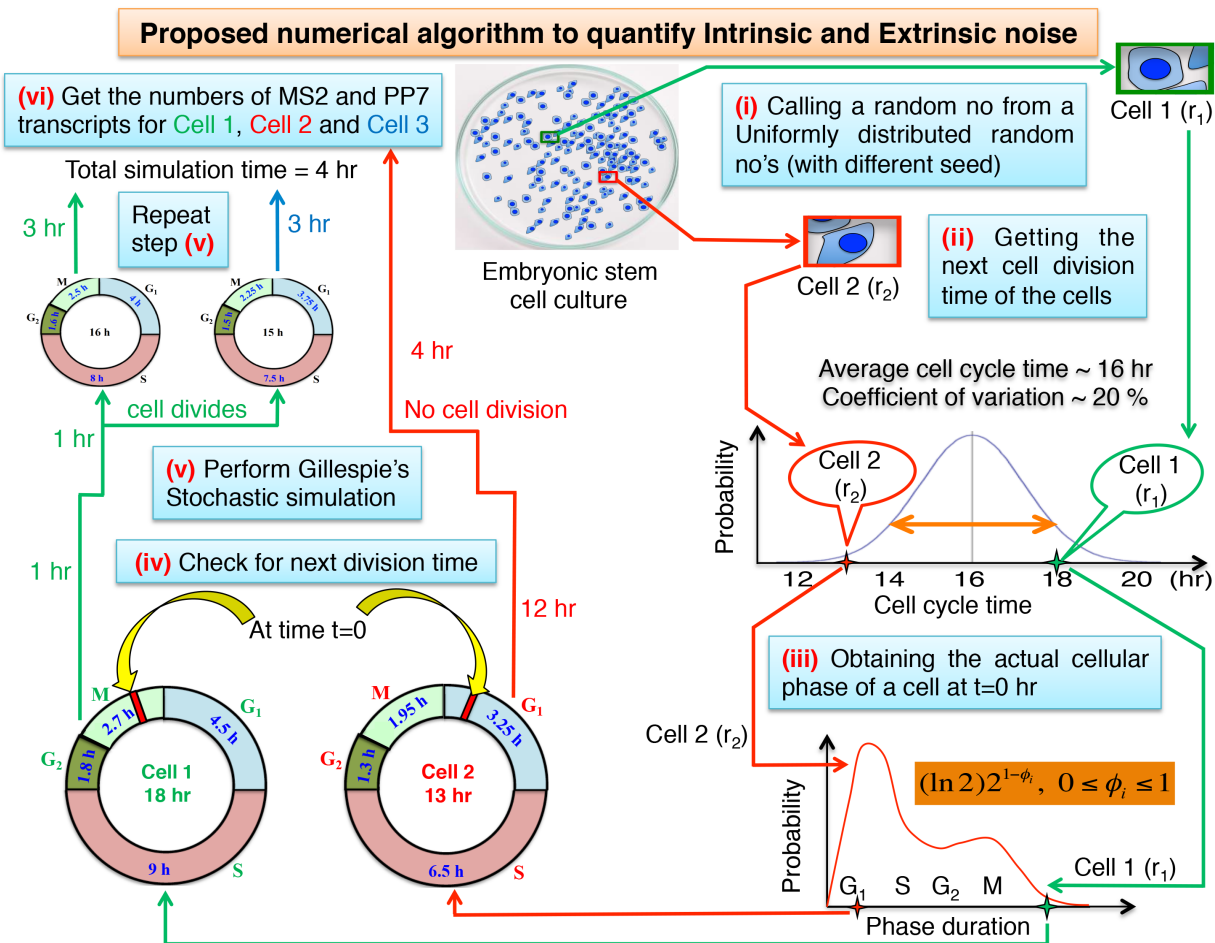 Proposed numerical algorithm to quantify Intrinsic and Extrinsic noise
(vi) Get the numbers of MS2 and PP7
transcripts for Cell 1, Cell 2 and Cell 3
Total simulation time = 4 hr
3 hr
Repeat
step (v)
3 hr
M
G1
G2
S
2.5 h
4 h
1.6 h
8 h
16 h
M
G1
G2
S
2.25 h
3.75 h
1.5 h
7.5 h
15 h
cell divides
1 hr
4 hr
No cell division
(v) Perform Gillespie's
Stochastic simulation
1 hr
(iv) Check for next division time
12 hr
At time t=0
M
G1
G2
S
2.7 h
4.5 h
1.8 h
9 h
Cell 1
18 hr
M
G1
G2
S
1.95 h
3.25 h
1.3 h
6.5 h
Cell 2
13 hr
Embryonic stem
cell culture
(i) Calling a random no from a
Uniformly distributed random
no's (with different seed)
Cell 1 (r1)
Cell 2 (r2)
(ii) Getting the
next cell division
time of the cells
Average cell cycle time ~ 16 hr
Coefficient of variation ~ 20 %
Probability
Cell 2
(r2)
Cell 1
(r1)
12 14 16 18 20 (hr)
Cell cycle time
(iii) Obtaining the actual cellular
phase of a cell at t=0 hr
Cell 2 (r2)
Probability
(ln 2)2^{1−ϕi}, 0 ≤ ϕi ≤ 1
Cell 1 (r1)
G1 S G2 M
Phase duration